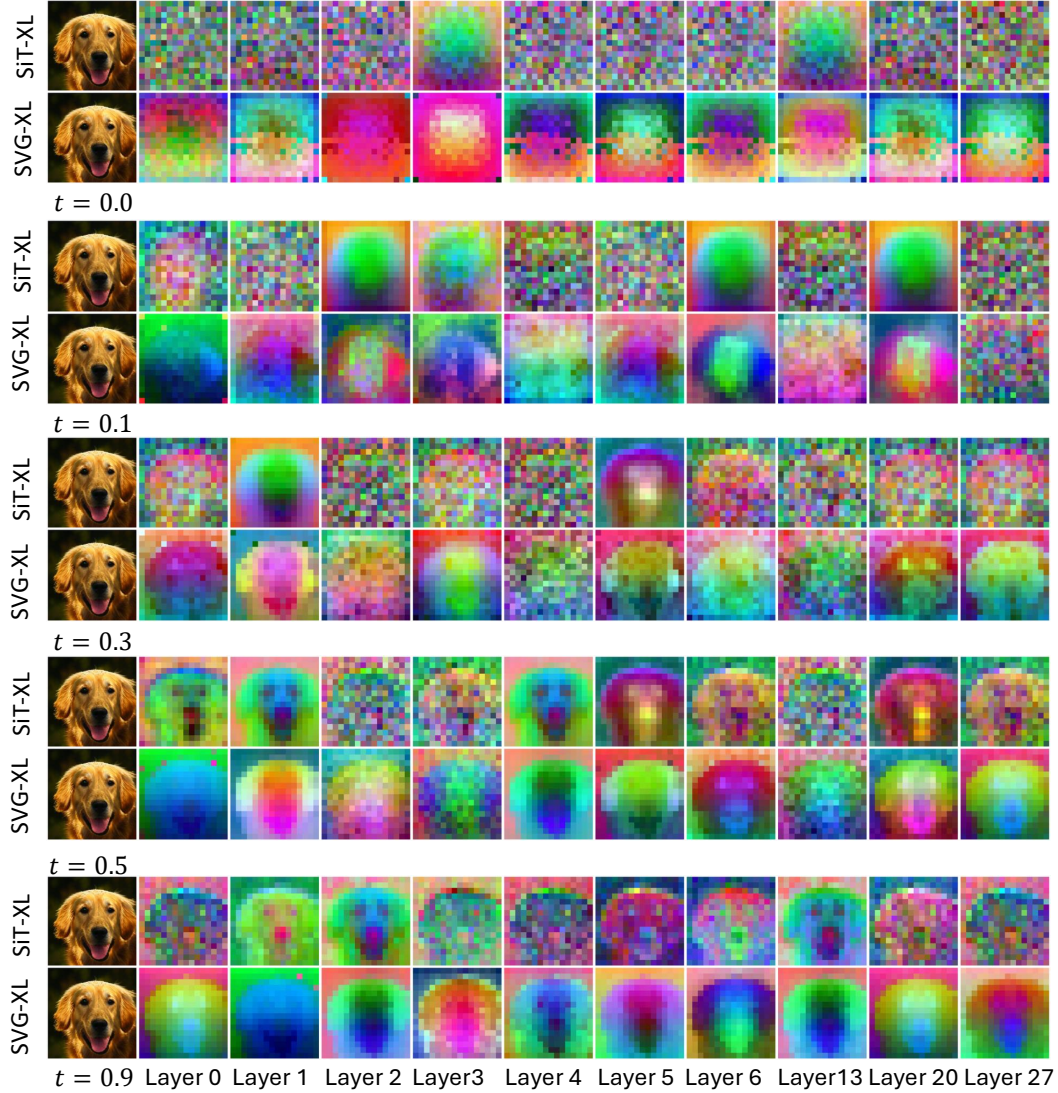 SiT-XL
SVG-XL
t = 0.0
SiT-XL
SVG-XL
t = 0.1
SiT-XL
SVG-XL
t = 0.3
SiT-XL
SVG-XL
t = 0.5
SiT-XL
SVG-XL
t = 0.9 Layer 0 Layer 1 Layer 2 Layer3 Layer 4 Layer 5 Layer 6 Layer13 Layer 20 Layer 27